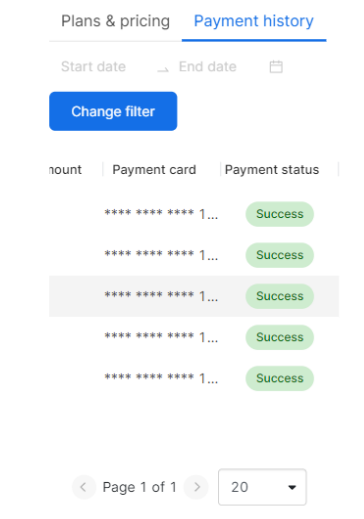 Plans & pricing Payment history
Start date → End date
Change filter
nount Payment card Payment status
**** **** **** 1... Success
**** **** **** 1... Success
**** **** **** 1... Success
**** **** **** 1... Success
**** **** **** 1... Success
< Page 1 of 1 > 20